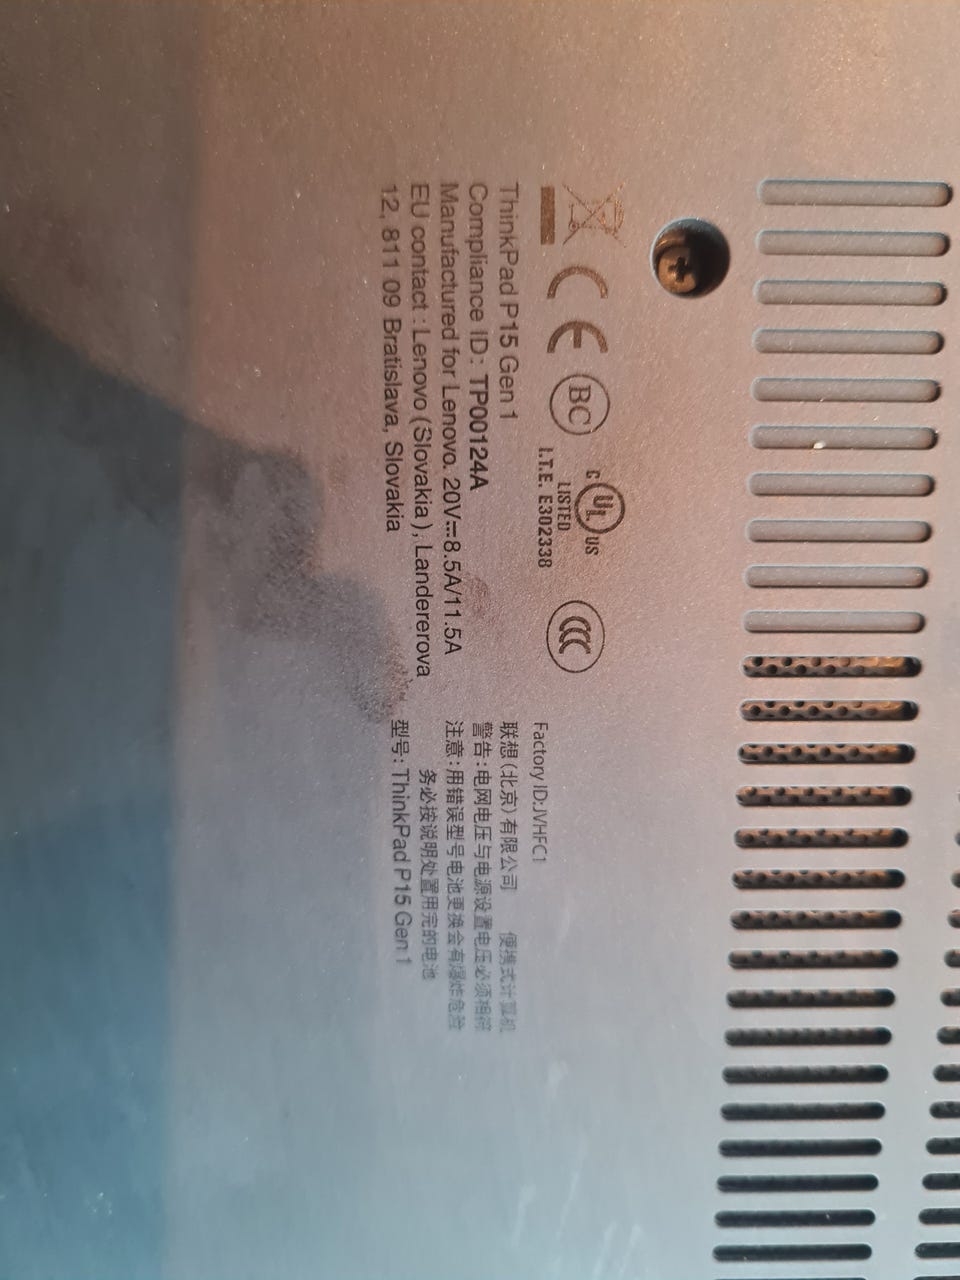 CE
BC
C UL US
LISTED
I.T.E. E302338
CCC
ThinkPad P15 Gen 1
Compliance ID: TP00124A
Manufactured for Lenovo. 20V⎓8.5A/11.5A
EU contact : Lenovo (Slovakia), Landererova
12, 811 09 Bratislava, Slovakia
Factory ID:JVHFC1
联想(北京)有限公司 便携式计算机
警告:电网电压与电源设置电压必须相符
注意:用错误型号电池更换会有爆炸危险
务必按说明处置用完的电池
型号: ThinkPad P15 Gen 1